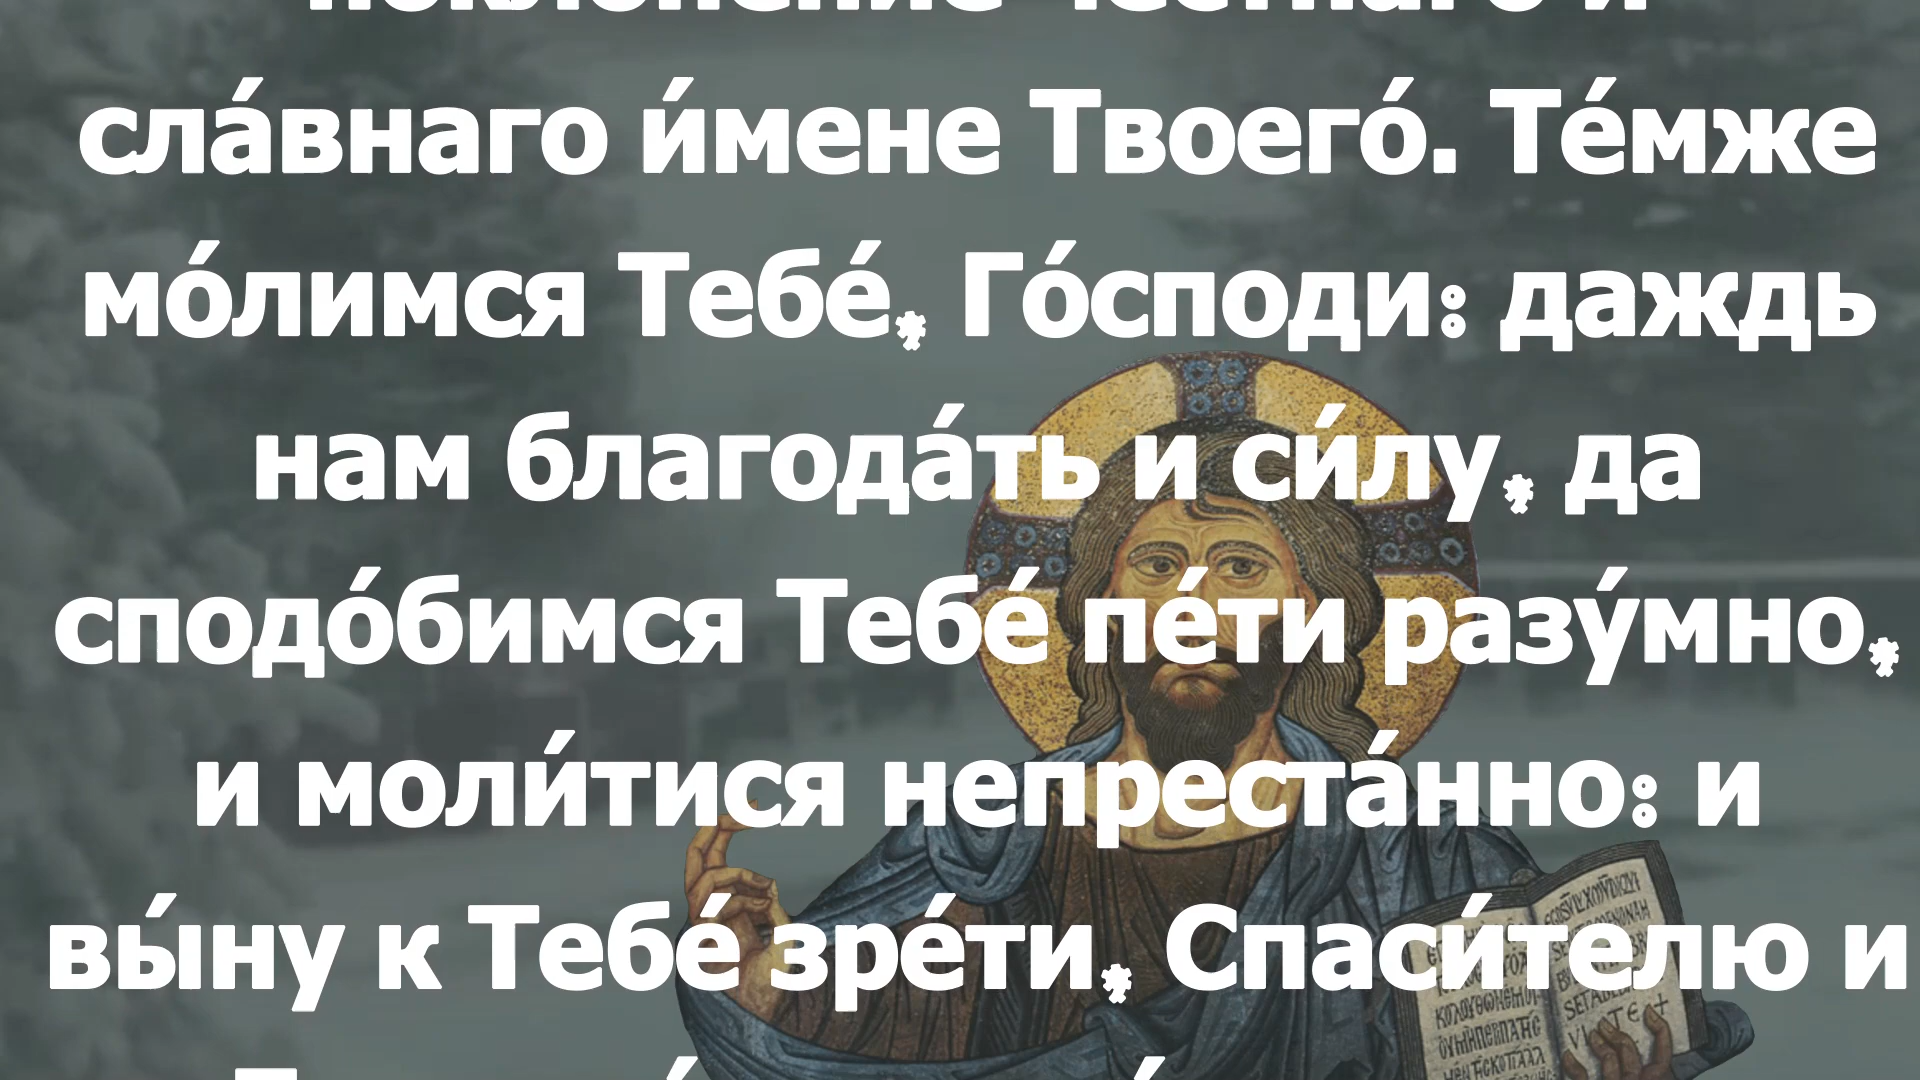 сла́внаго и́мене Твоего́. Те́мже
мо́лимся Тебе́, Го́споди: даждь
нам благода́ть и си́лу, да
сподо́бимся Тебе́ пе́ти разу́мно,
и моли́тися непреста́нно: и
вы́ну к Тебе́ зре́ти, Спаси́телю и